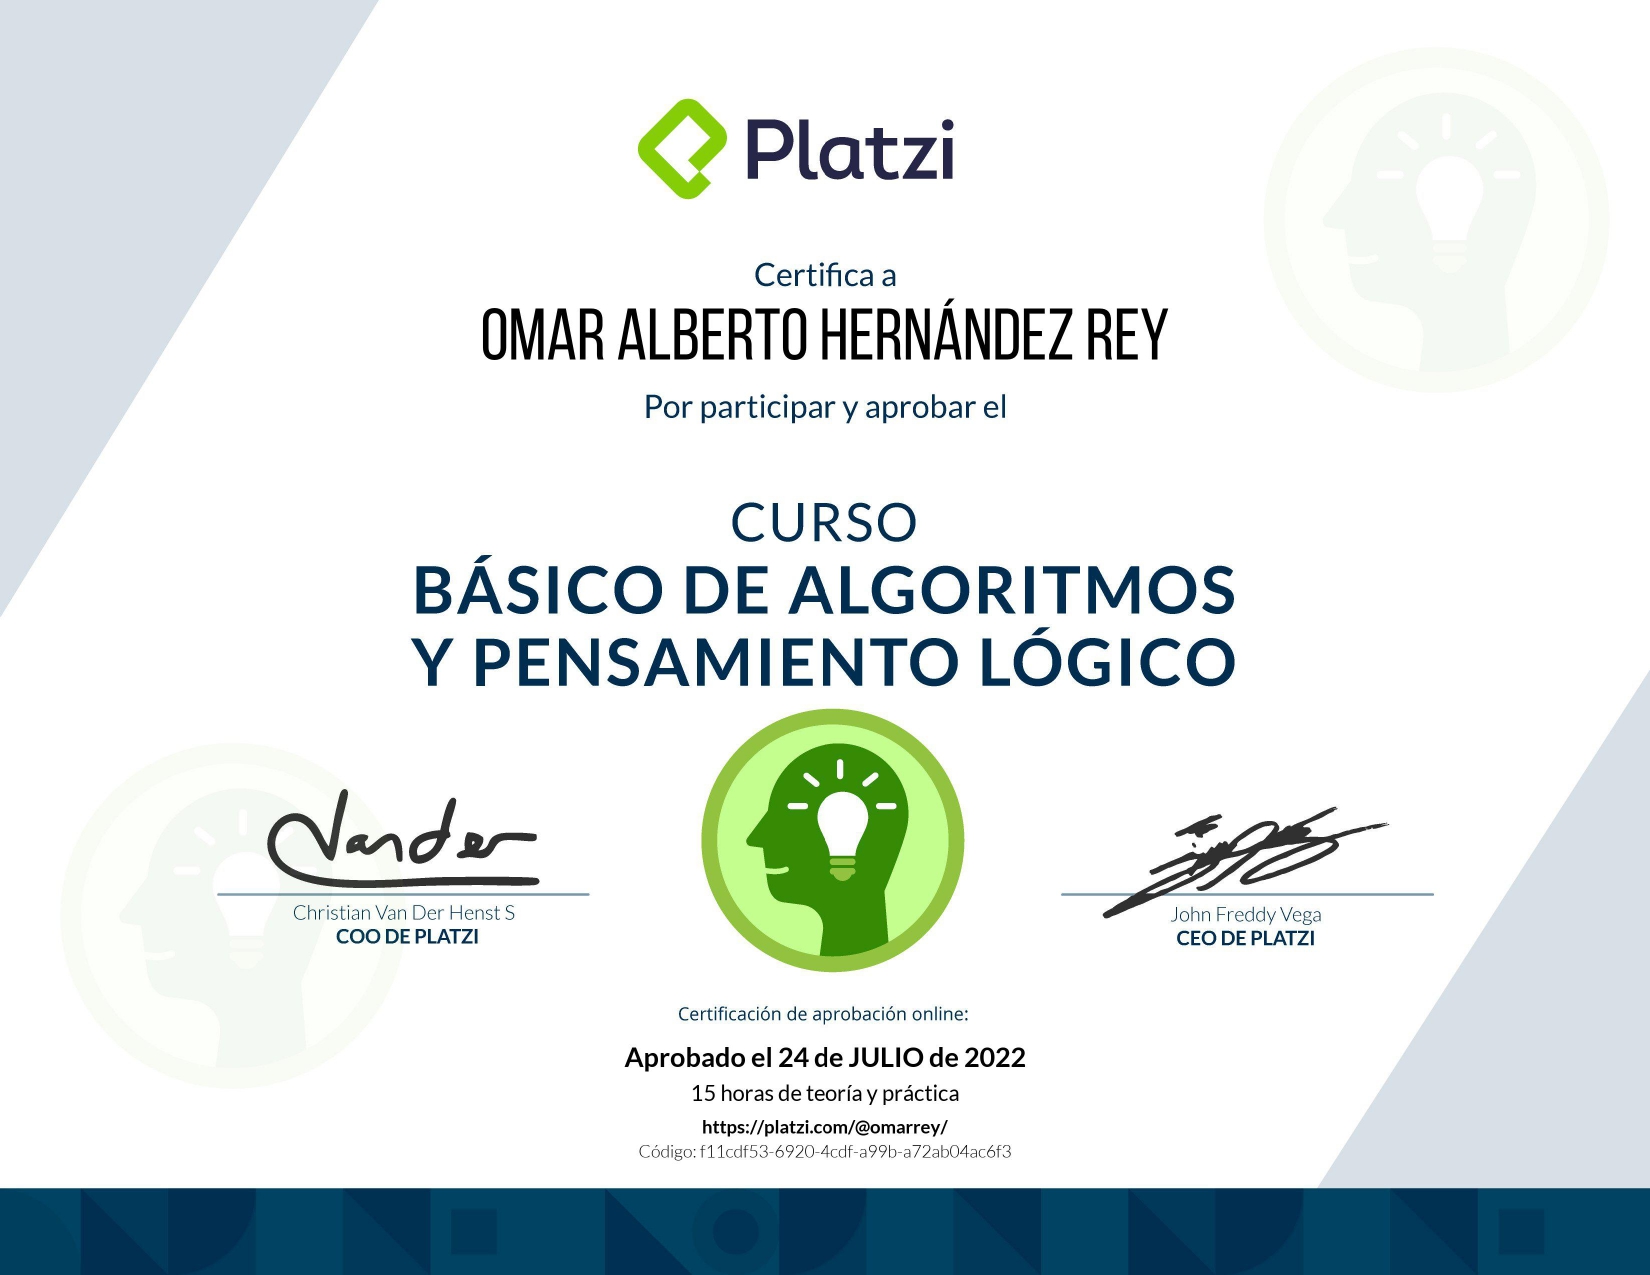 Platzi
Certifica a
OMAR ALBERTO HERNÁNDEZ REY
Por participar y aprobar el
CURSO
BÁSICO DE ALGORITMOS
Y PENSAMIENTO LÓGICO
Vander
Christian Van Der Henst S
COO DE PLATZI
John Freddy Vega
CEO DE PLATZI
Certificación de aprobación online:
Aprobado el 24 de JULIO de 2022
15 horas de teoría y práctica
https://platzi.com/@omarrey/
Código: f11cdf53-6920-4cdf-a99b-a72ab04ac6f3